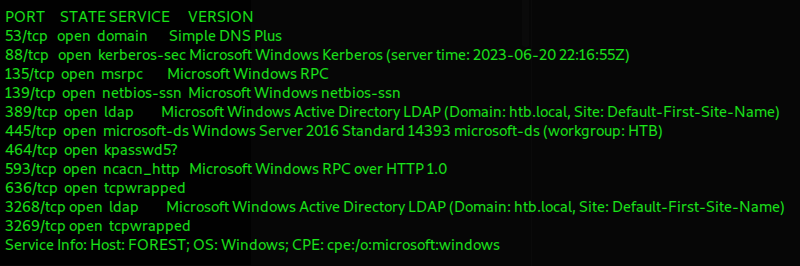 PORT STATE SERVICE VERSION
53/tcp open domain Simple DNS Plus
88/tcp open kerberos-sec Microsoft Windows Kerberos (server time: 2023-06-20 22:16:55Z)
135/tcp open msrpc Microsoft Windows RPC
139/tcp open netbios-ssn Microsoft Windows netbios-ssn
389/tcp open ldap Microsoft Windows Active Directory LDAP (Domain: htb.local, Site: Default-First-Site-Name)
445/tcp open microsoft-ds Windows Server 2016 Standard 14393 microsoft-ds (workgroup: HTB)
464/tcp open kpasswd5?
593/tcp open ncacn_http Microsoft Windows RPC over HTTP 1.0
636/tcp open tcpwrapped
3268/tcp open ldap Microsoft Windows Active Directory LDAP (Domain: htb.local, Site: Default-First-Site-Name)
3269/tcp open tcpwrapped
Service Info: Host: FOREST; OS: Windows; CPE: cpe:/o:microsoft:windows